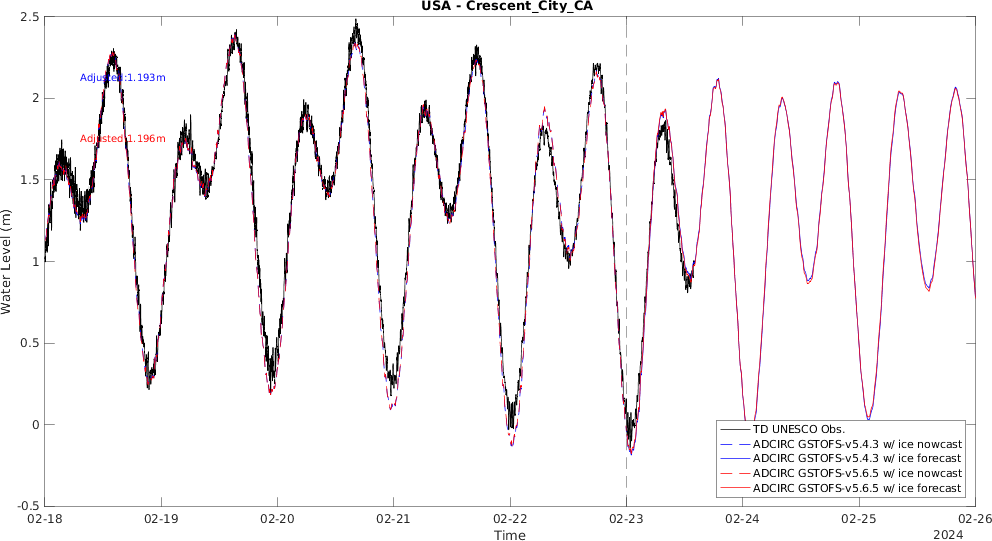 USA - Crescent_City_CA
2.5
Adjusted:1.193m
2
Adjusted:1.196m
1.5
Water Level (m)
1
0.5
0
-0.5
TD UNESCO Obs.
ADCIRC GSTOFS-v5.4.3 w/ ice nowcast
ADCIRC GSTOFS-v5.4.3 w/ ice forecast
ADCIRC GSTOFS-v5.6.5 w/ ice nowcast
ADCIRC GSTOFS-v5.6.5 w/ ice forecast
02-18 02-19 02-20 02-21 02-22 02-23 02-24 02-25 02-26
Time
2024